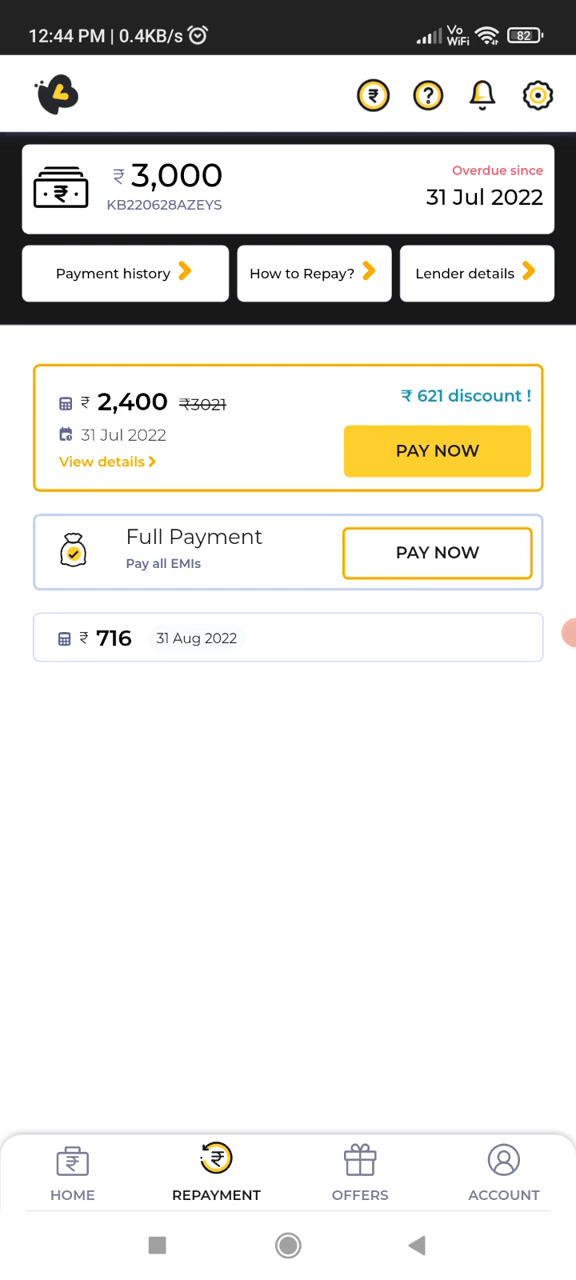 12:44 PM | 0.4KB/s
Vo WiFi
82
₹ 3,000
KB220628AZEYS
Overdue since
31 Jul 2022
Payment history
How to Repay?
Lender details
₹ 2,400 ₹3021
₹ 621 discount !
31 Jul 2022
View details
PAY NOW
Full Payment
Pay all EMIs
PAY NOW
₹ 716 31 Aug 2022
HOME
REPAYMENT
OFFERS
ACCOUNT